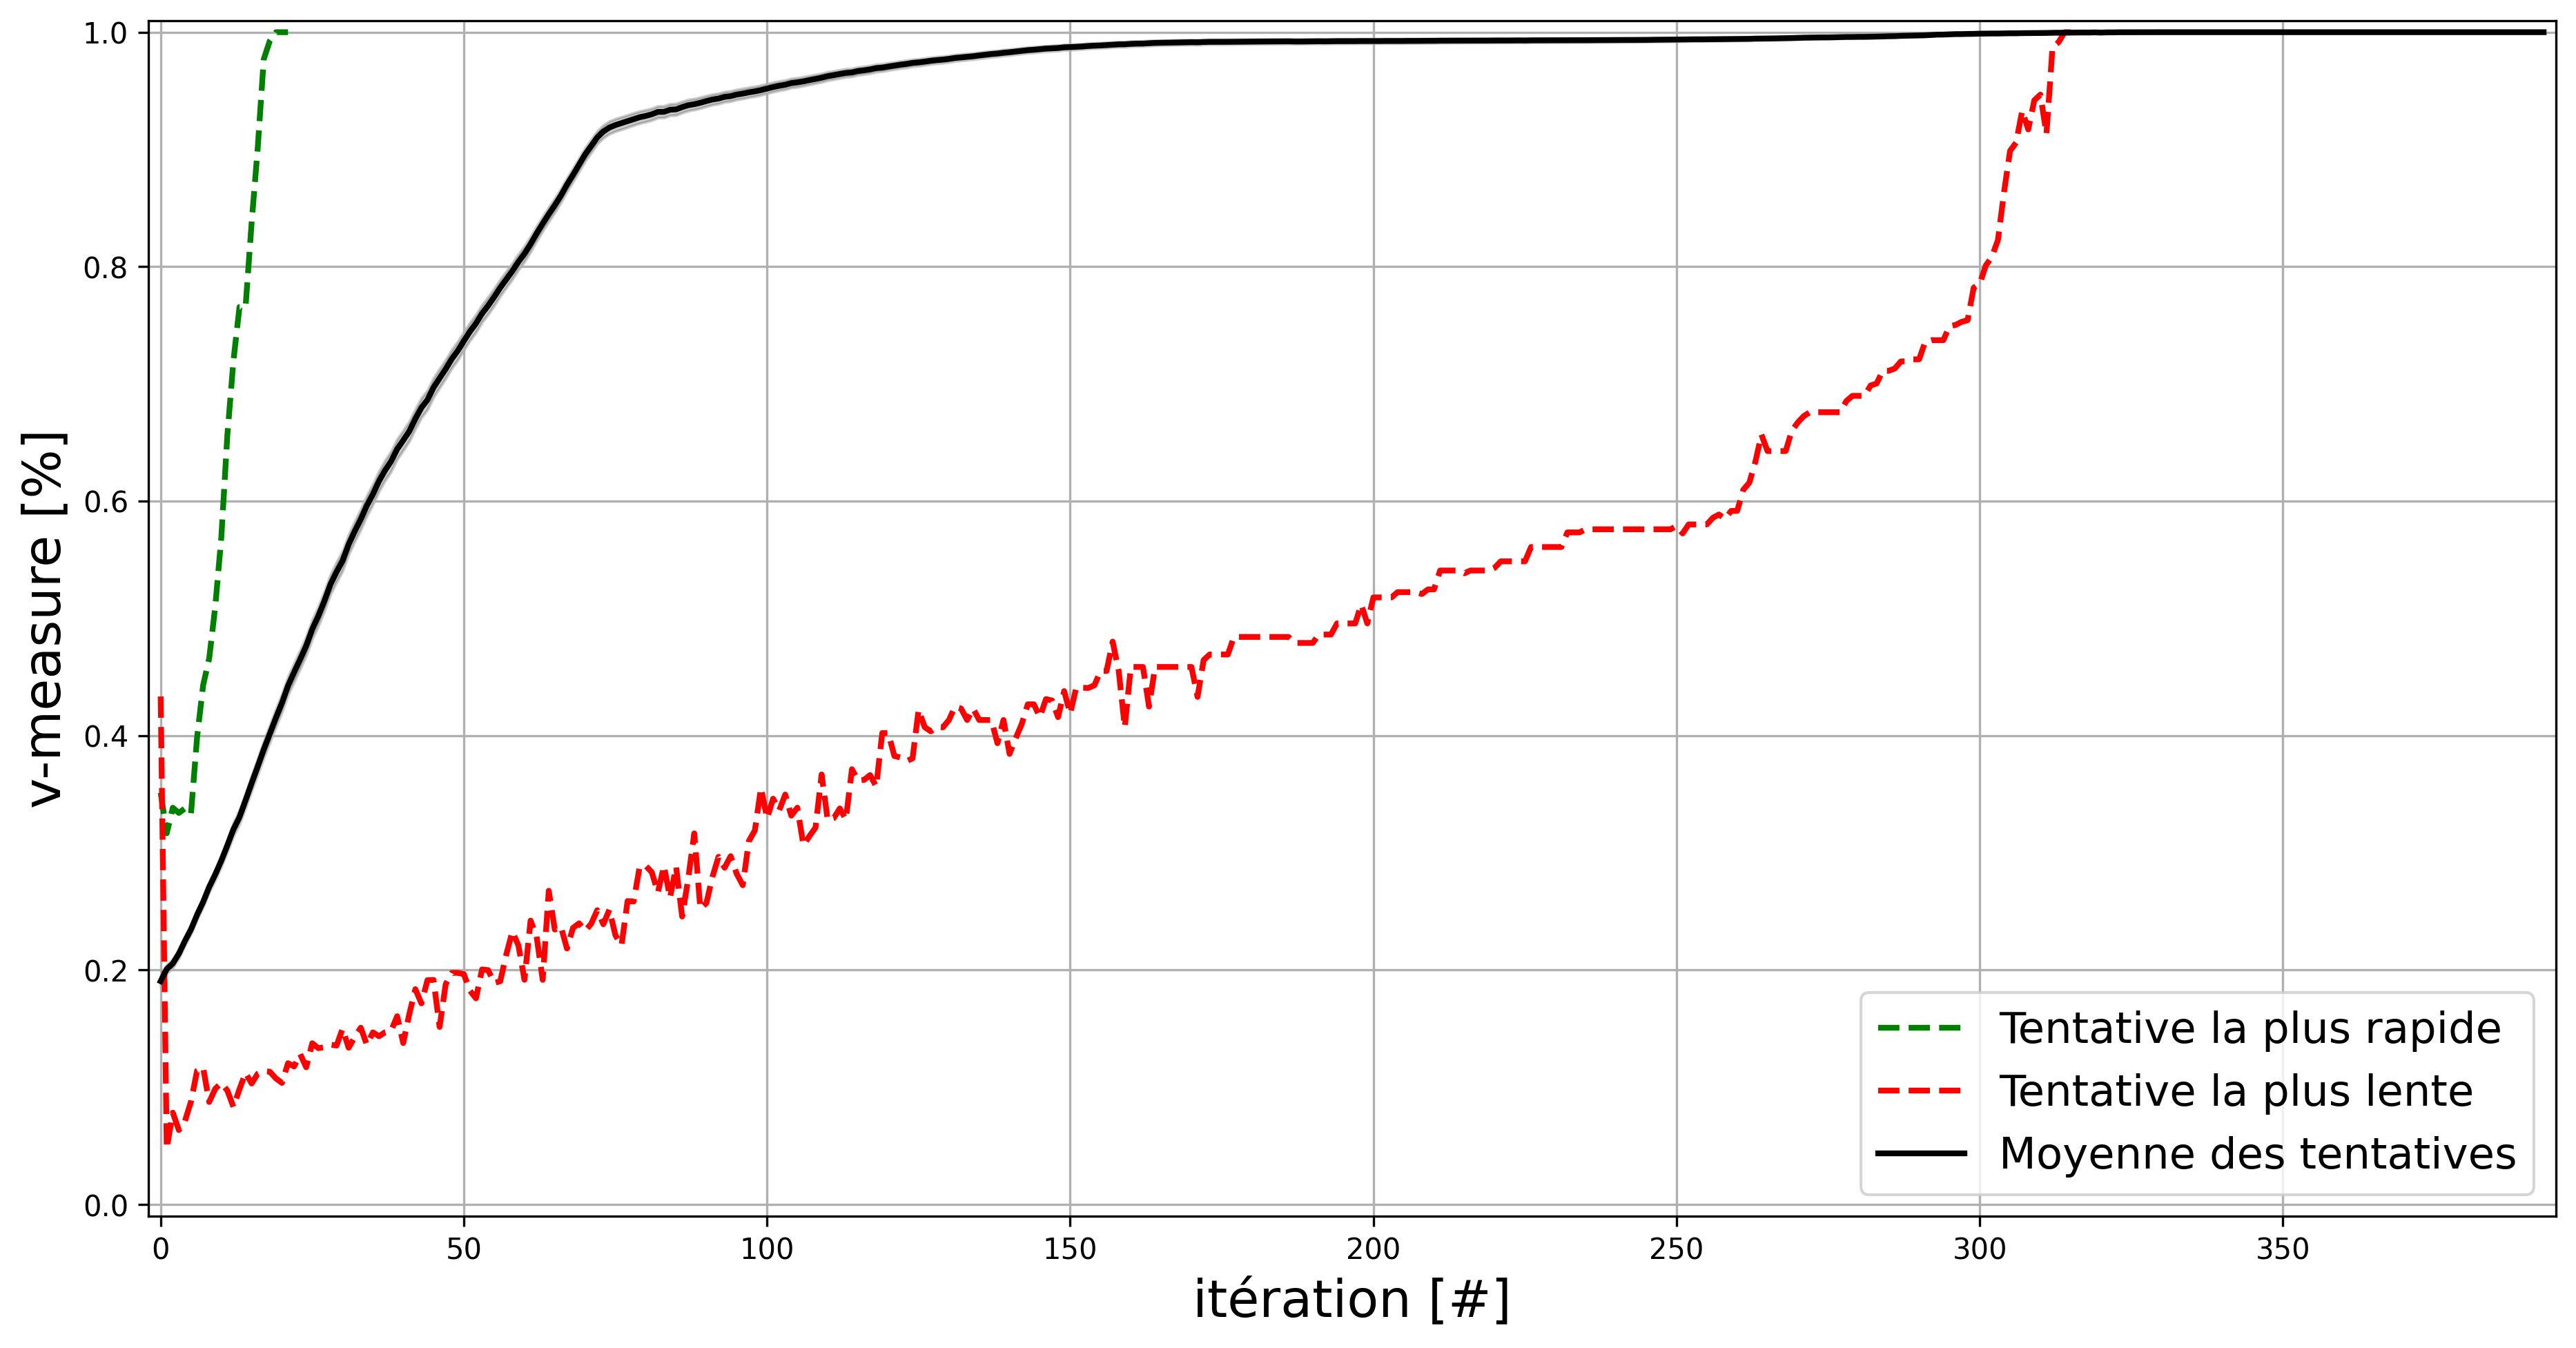 1.0
0.8
0.6
0.4
0.2
0.0
v-measure [%]
0 50 100 150 200 250 300 350
itération [#]
Tentative la plus rapide
Tentative la plus lente
Moyenne des tentatives